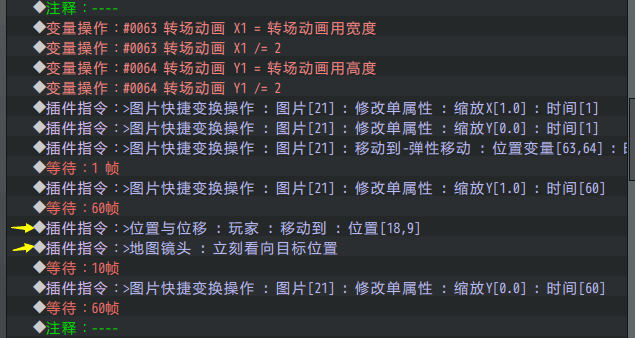 ◆注释：----
◆变量操作：#0063 转场动画 X1 = 转场动画用宽度
◆变量操作：#0063 转场动画 X1 /= 2
◆变量操作：#0064 转场动画 Y1 = 转场动画用高度
◆变量操作：#0064 转场动画 Y1 /= 2
◆插件指令：>图片快捷变换操作 : 图片[21] : 修改单属性 : 缩放X[1.0] : 时间[1]
◆插件指令：>图片快捷变换操作 : 图片[21] : 修改单属性 : 缩放Y[0.0] : 时间[1]
◆插件指令：>图片快捷变换操作 : 图片[21] : 移动到-弹性移动 : 位置变量[63,64] :
◆等待：1 帧
◆插件指令：>图片快捷变换操作 : 图片[21] : 修改单属性 : 缩放Y[1.0] : 时间[60]
◆等待：60帧
◆插件指令：>位置与位移 : 玩家 : 移动到 : 位置[18,9]
◆插件指令：>地图镜头 : 立刻看向目标位置
◆等待：10帧
◆插件指令：>图片快捷变换操作 : 图片[21] : 修改单属性 : 缩放Y[0.0] : 时间[60]
◆等待：60帧
◆注释：----